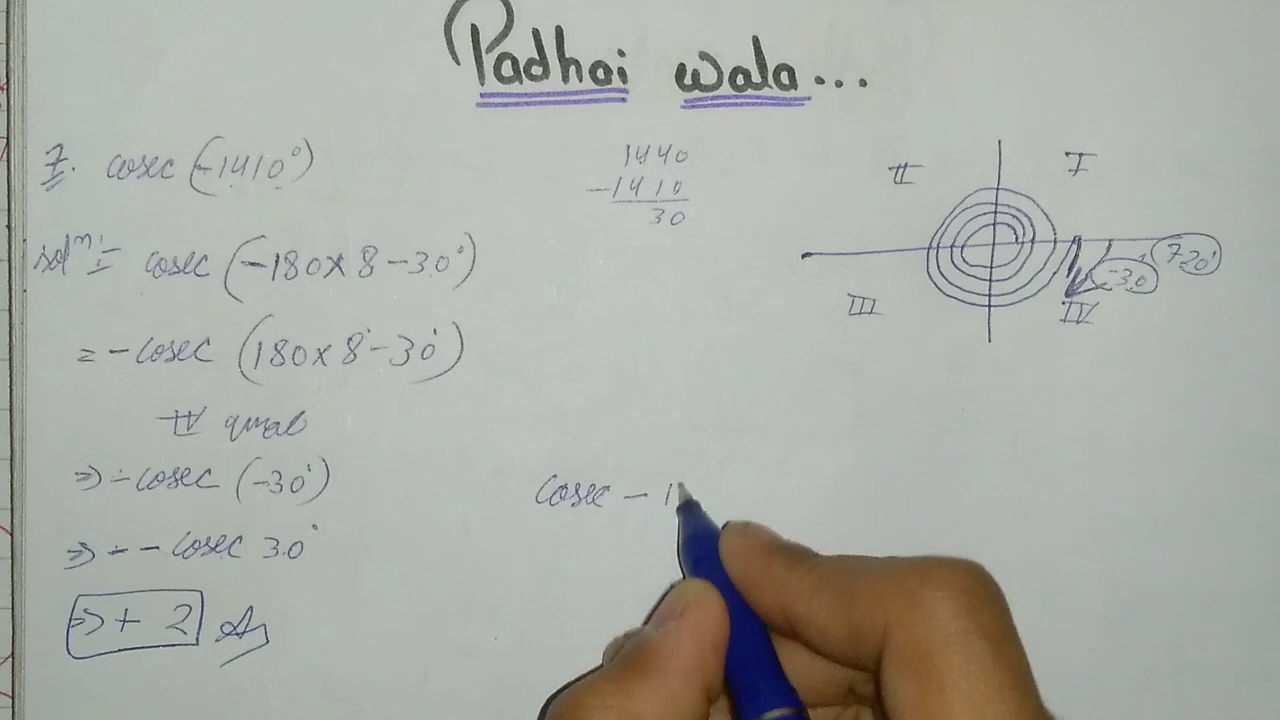 Padhai wala...
7. cosec (-1410°)
1440
-1410
30
solⁿ:- cosec (-180×8-30°)
= -cosec (180×8-30°)
IV quad
⇒ -cosec (-30°)
⇒ - - cosec 30°
⇒ + 2 Ans
II I
III IV
-30 720°
cosec - 1